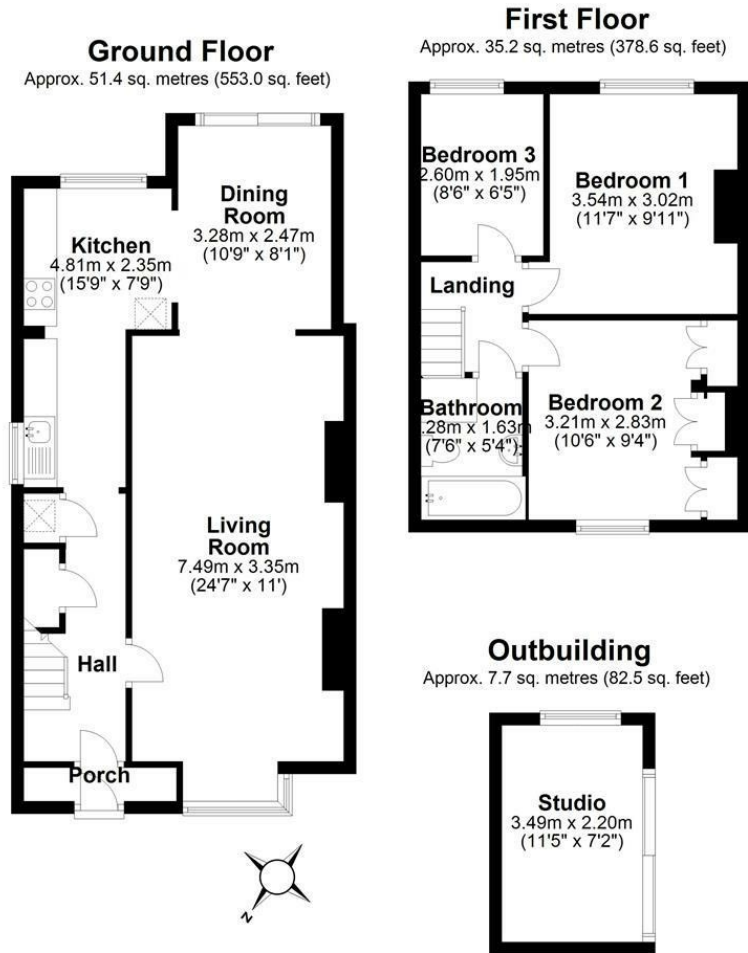 Ground Floor
Approx. 51.4 sq. metres (553.0 sq. feet)
Dining
Room
3.28m x 2.47m
(10'9" x 8'1")
Kitchen
4.81m x 2.35m
(15'9" x 7'9")
Living
Room
7.49m x 3.35m
(24'7" x 11')
Hall
Porch
N
First Floor
Approx. 35.2 sq. metres (378.6 sq. feet)
Bedroom 3
2.60m x 1.95m
(8'6" x 6'5")
Bedroom 1
3.54m x 3.02m
(11'7" x 9'11")
Landing
Bathroom
.28m x 1.63m
(7'6" x 5'4")
Bedroom 2
3.21m x 2.83m
(10'6" x 9'4")
Outbuilding
Approx. 7.7 sq. metres (82.5 sq. feet)
Studio
3.49m x 2.20m
(11'5" x 7'2")